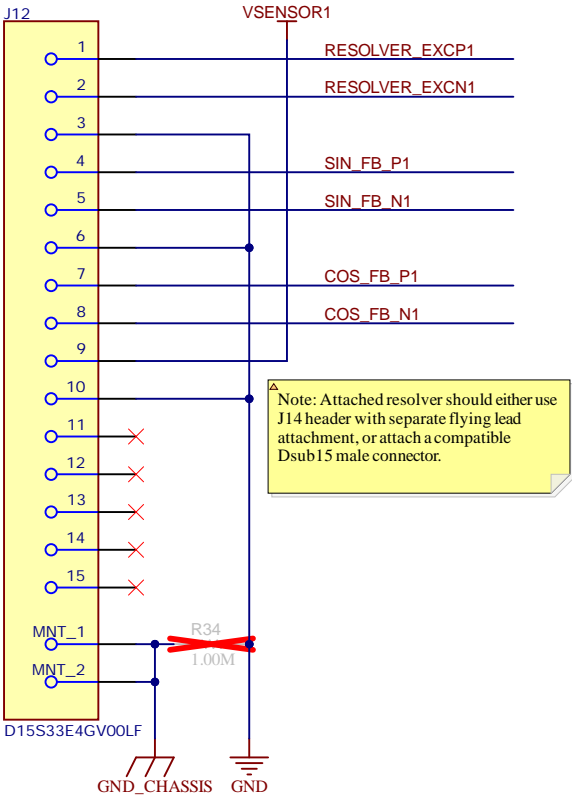 J12
VSENSOR1
1
RESOLVER_EXCP1
2
RESOLVER_EXCN1
3
4
SIN_FB_P1
5
SIN_FB_N1
6
7
COS_FB_P1
8
COS_FB_N1
9
10
Note: Attached resolver should either use
J14 header with separate flying lead
attachment, or attach a compatible
Dsub15 male connector.
11
12
13
14
15
MNT_1
R34
1.00M
MNT_2
D15S33E4GV00LF
GND_CHASSIS
GND